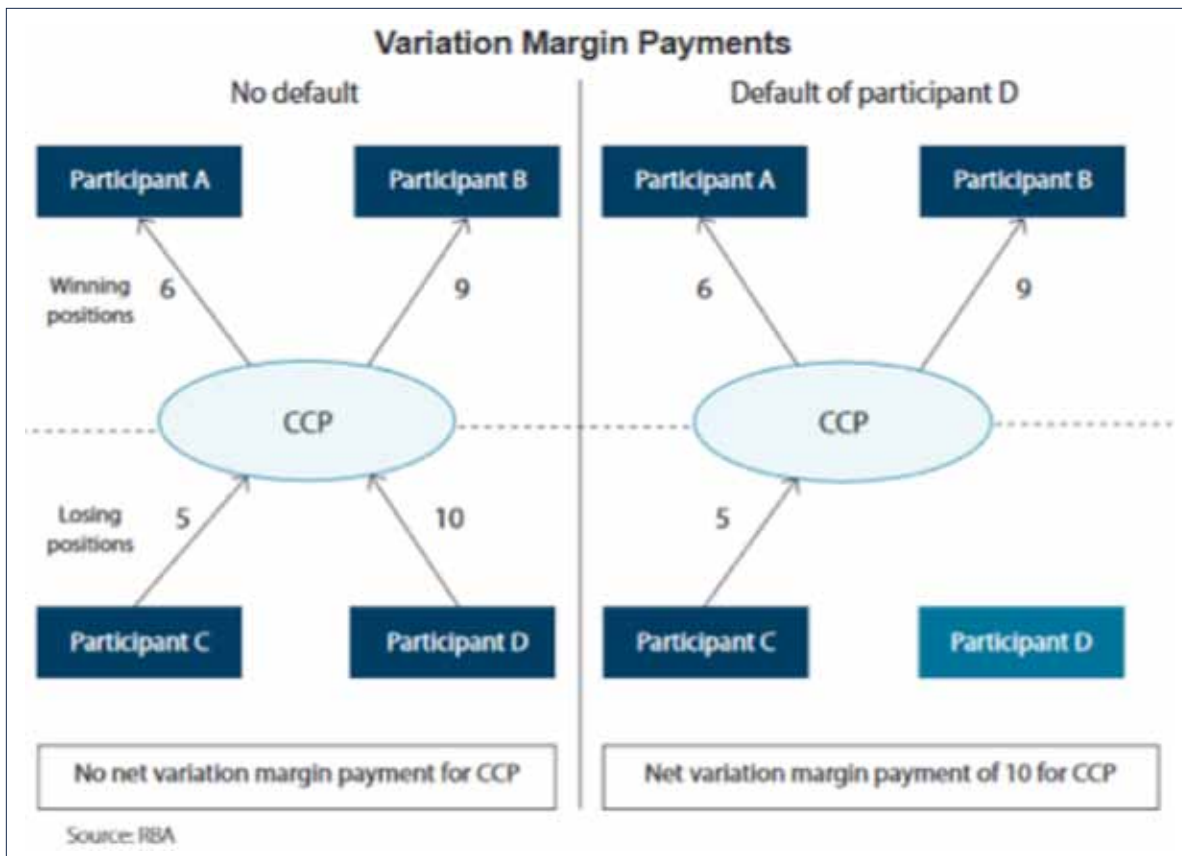 Variation Margin Payments
No default
Default of participant D
Participant A
Participant B
Participant A
Participant B
Winning
positions
6
9
6
9
CCP
CCP
Losing
positions
5
10
5
Participant C
Participant D
Participant C
Participant D
No net variation margin payment for CCP
Net variation margin payment of 10 for CCP
Source: RBA